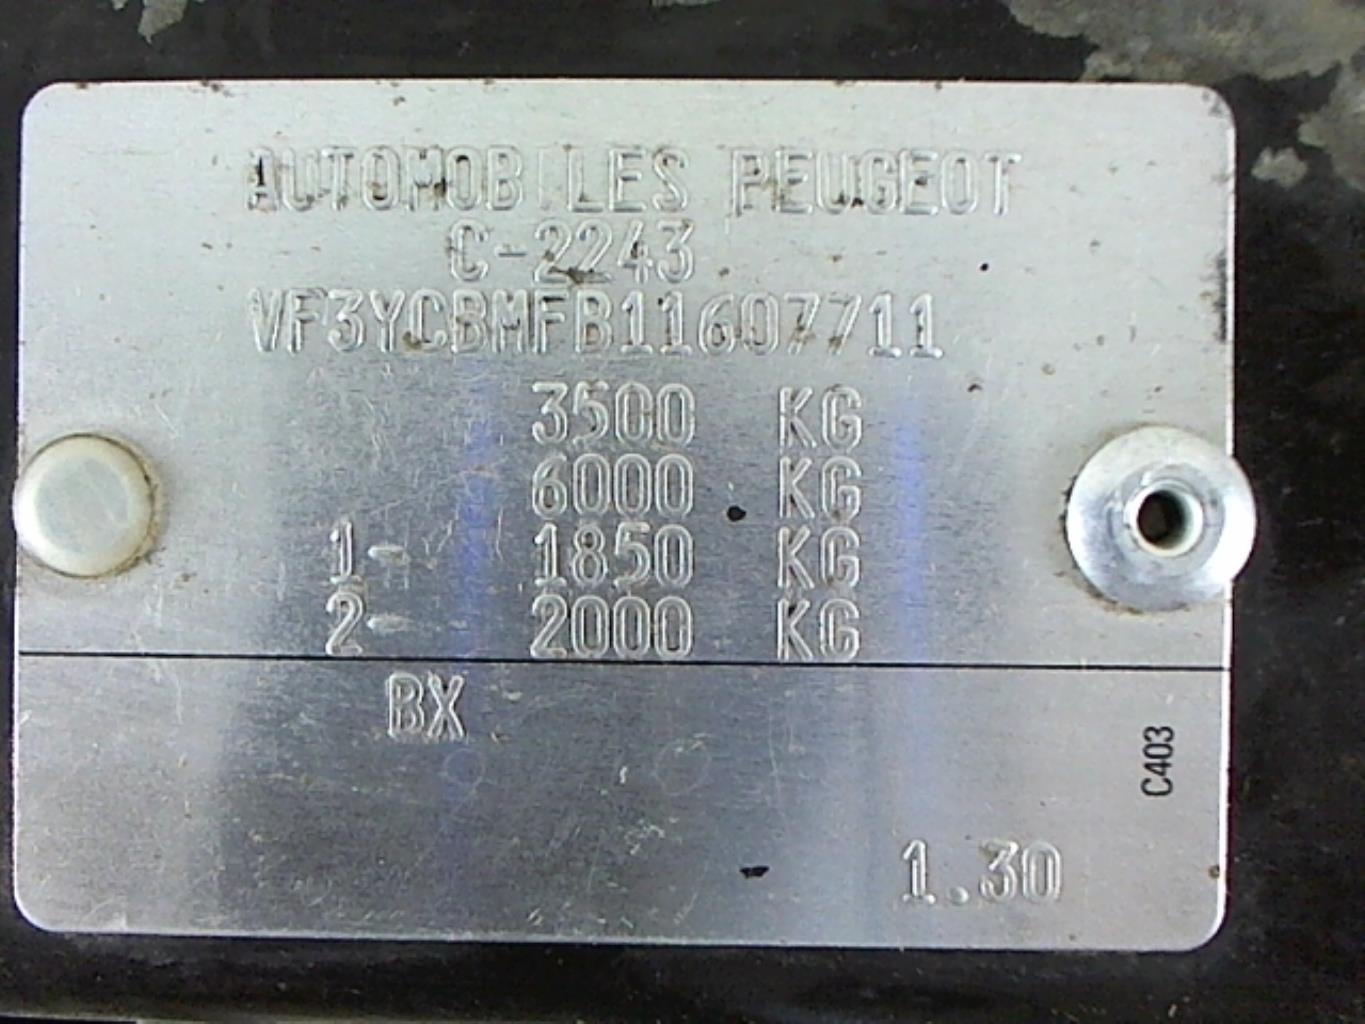 AUTOMOBILES PEUGEOT
C-2243
VF3YCBMFB11607711
3500 KG
6000 KG
1- 1850 KG
2- 2000 KG
BX
C403
1.30